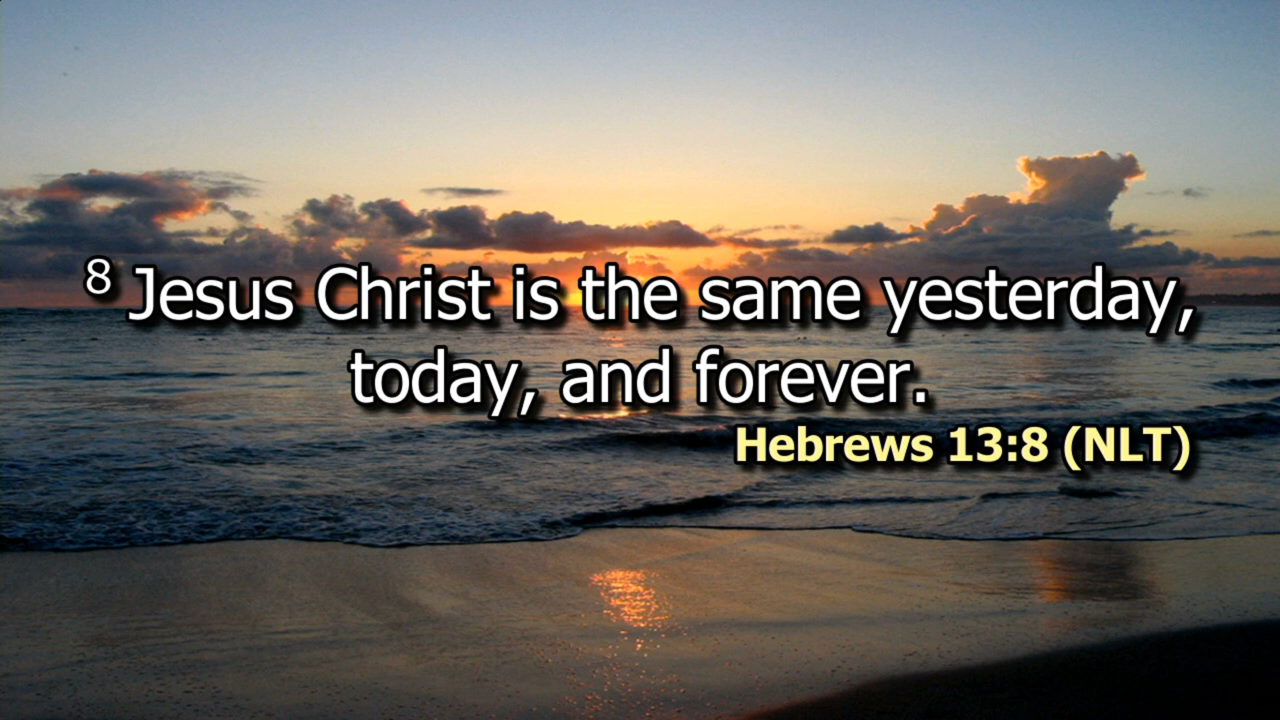 8 Jesus Christ is the same yesterday,
today, and forever.
Hebrews 13:8 (NLT)